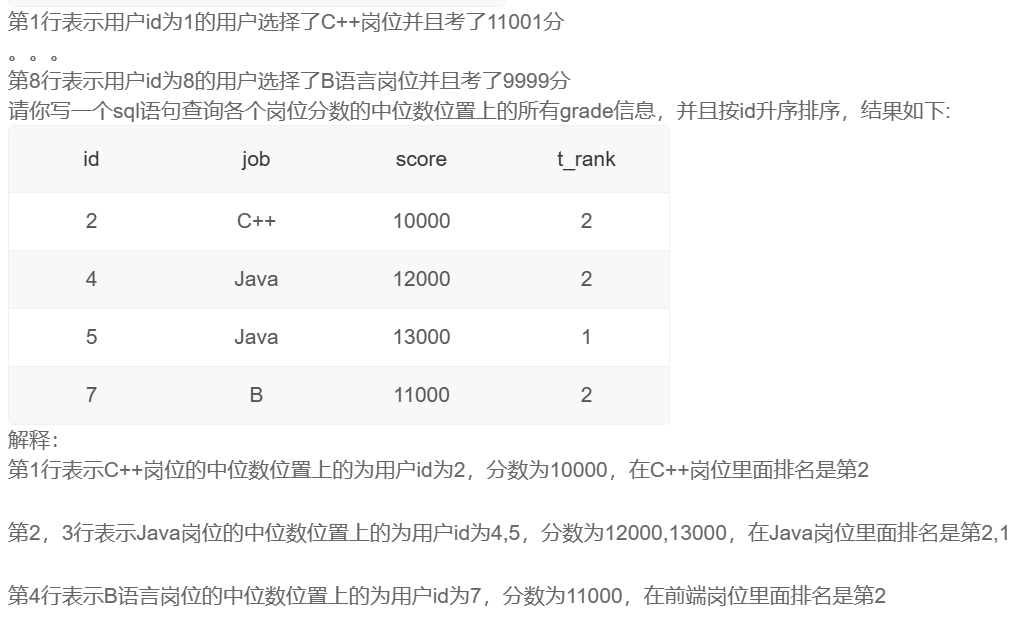 第1行表示用户id为1的用户选择了C++岗位并且考了11001分
。。。
第8行表示用户id为8的用户选择了B语言岗位并且考了9999分
请你写一个sql语句查询各个岗位分数的中位数位置上的所有grade信息，并且按id升序排序，结果如下:
id job score t_rank
2 C++ 10000 2
4 Java 12000 2
5 Java 13000 1
7 B 11000 2
解释：
第1行表示C++岗位的中位数位置上的为用户id为2，分数为10000，在C++岗位里面排名是第2
第2，3行表示Java岗位的中位数位置上的为用户id为4,5，分数为12000,13000，在Java岗位里面排名是第2,1
第4行表示B语言岗位的中位数位置上的为用户id为7，分数为11000，在前端岗位里面排名是第2